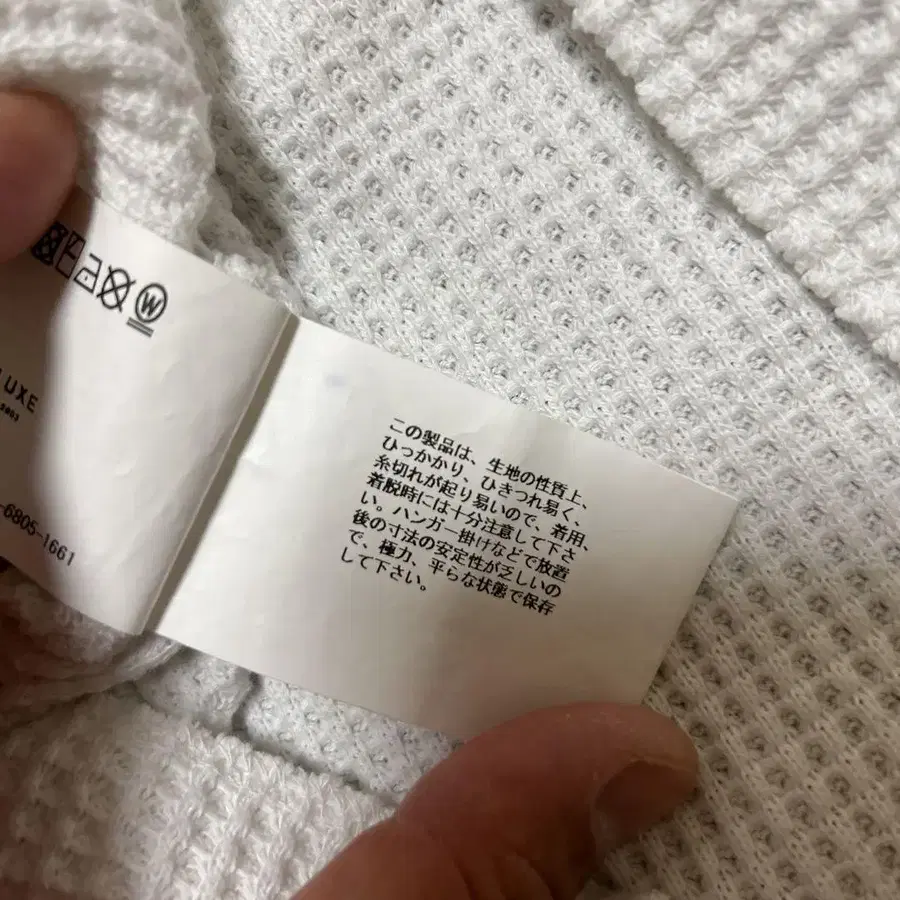 W
UXE
-6805-1661
この製品は、生地の性質上、
ひっかかり、ひきつれ易く、
糸切れが起り易いので、着用、
着脱時には十分注意して下さ
い。ハンガー掛けなどで放置
後の寸法の安定性が乏しいの
で、極力、平らな状態で保存
して下さい。